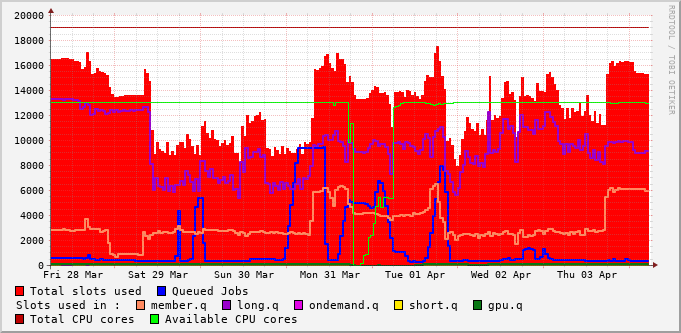 20000
18000
16000
14000
12000
10000
8000
6000
4000
2000
0
Fri 28 Mar Sat 29 Mar Sun 30 Mar Mon 31 Mar Tue 01 Apr Wed 02 Apr Thu 03 Apr
RRDTOOL / TOBI OETIKER
Total slots used Queued Jobs
Slots used in : member.q long.q ondemand.q short.q gpu.q
Total CPU cores Available CPU cores